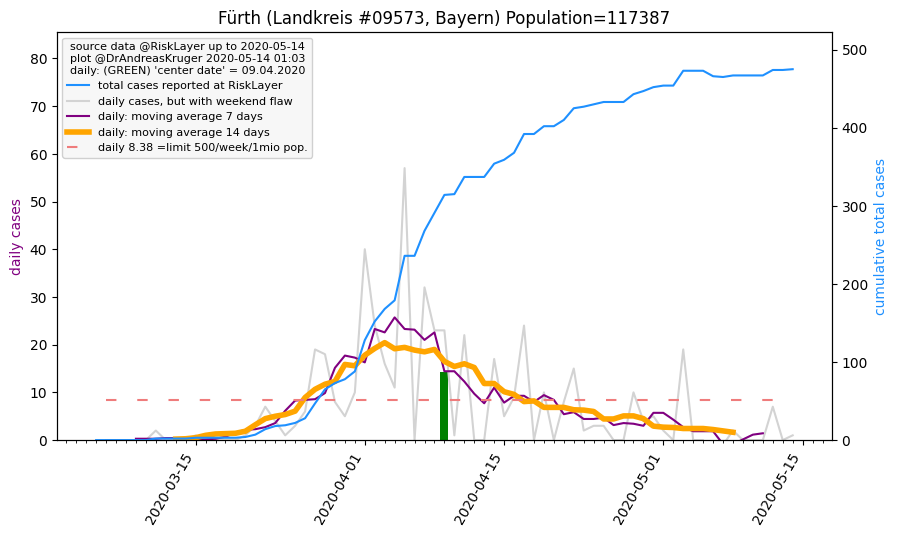 Fürth (Landkreis #09573, Bayern) Population=117387
source data @RiskLayer up to 2020-05-14
plot @DrAndreasKruger 2020-05-14 01:03
daily: (GREEN) 'center date' = 09.04.2020
total cases reported at RiskLayer
daily cases, but with weekend flaw
daily: moving average 7 days
daily: moving average 14 days
daily 8.38 =limit 500/week/1mio pop.
daily cases
80
70
60
50
40
30
20
10
0
cumulative total cases
500
400
300
200
100
0
2020-03-15
2020-04-01
2020-04-15
2020-05-01
2020-05-15